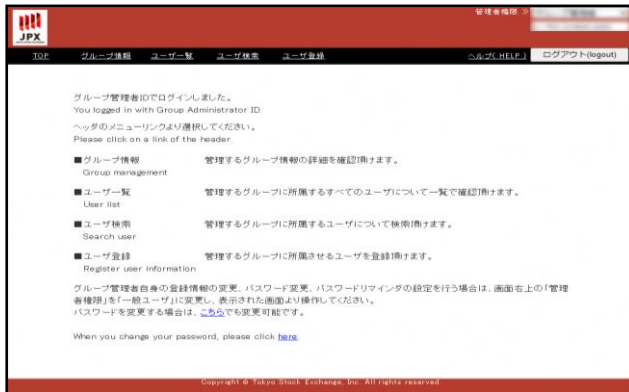 管理者権限 ≫
JPX
TOP グループ情報 ユーザ一覧 ユーザ検索 ユーザ登録 ヘルプ( HELP ) ログアウト(logout)
グループ管理者IDでログインしました。
You logged in with Group Administrator ID.
ヘッダのメニューリンクより選択してください。
Please click on a link of the header.
■グループ情報 管理するグループ情報の詳細を確認頂けます。
Group management
■ユーザ一覧 管理するグループに所属するすべてのユーザについて一覧で確認頂けます。
User list
■ユーザ検索 管理するグループに所属するユーザについて検索頂けます。
Search user
■ユーザ登録 管理するグループに所属させるユーザを登録頂けます。
Register user information
グループ管理者自身の登録情報の変更、パスワード変更、パスワードリマインダの設定を行う場合は、画面右上の「管理
者権限」を「一般ユーザ」に変更し、表示された画面より操作してください。
パスワードを変更する場合は、こちらでも変更可能です。
When you change your password, please click here.
Copyright © Tokyo Stock Exchange, Inc. All rights reserved.